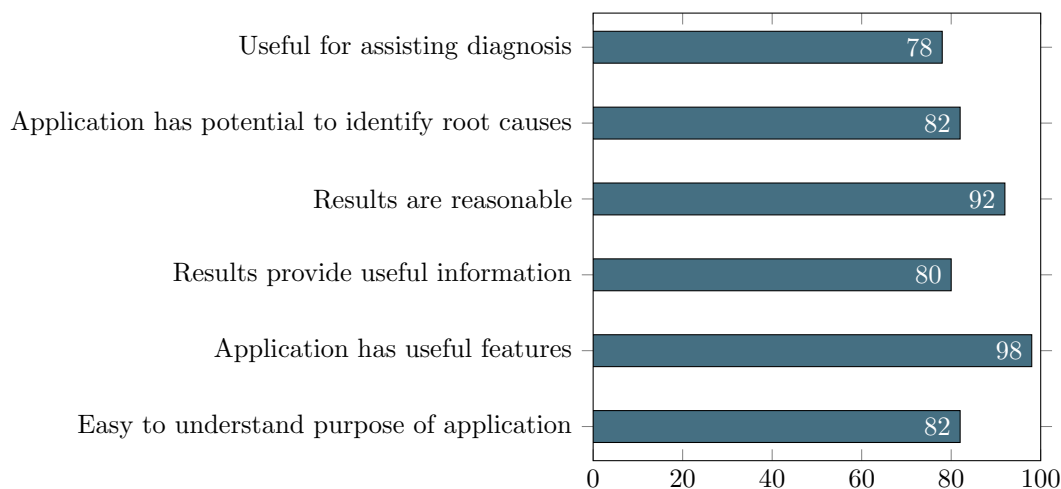 Useful for assisting diagnosis
78
Application has potential to identify root causes
82
Results are reasonable
92
Results provide useful information
80
Application has useful features
98
Easy to understand purpose of application
82
0 20 40 60 80 100